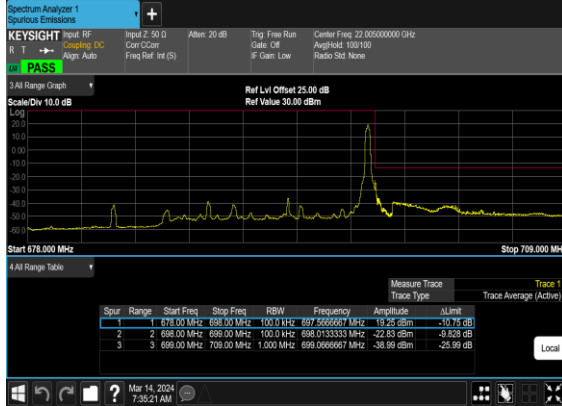 Spectrum Analyzer 1
Spurious Emissions
+
KEYSIGHT Input: RF Input Z: 50 Ω Atten: 20 dB Trig: Free Run Center Freq: 22.005000000 GHz
R T Coupling: DC Corr CCorr Gate: Off Avg|Hold: 100/100
Align: Auto Freq Ref: Int (S) IF Gain: Low Radio Std: None
PASS
3 All Range Graph
Ref Lvl Offset 25.00 dB
Scale/Div 10.0 dB Ref Value 30.00 dBm
Log
20.0
10.0
0.00
-10.0
-20.0
-30.0
-40.0
-50.0
-60.0
Start 678.000 MHz Stop 709.000 MH
4 All Range Table
Measure Trace Trace 1
Trace Type Trace Average (Active)
Spur Range Start Freq Stop Freq RBW Frequency Amplitude ΔLimit
1 1 678.00 MHz 698.00 MHz 100.0 kHz 697.5666667 MHz 19.25 dBm -10.75 dB
2 2 698.00 MHz 699.00 MHz 100.0 kHz 698.0133333 MHz -22.83 dBm -9.828 dB
3 3 699.00 MHz 709.00 MHz 1.000 MHz 699.0666667 MHz -38.99 dBm -25.99 dB
Local
? Mar 14, 2024
7:35:21 AM